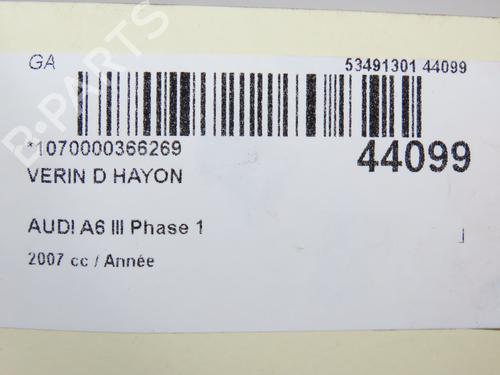 GA
53491301 44099
*1070000366269
44099
VERIN D HAYON
AUDI A6 III Phase 1
2007 cc / Année
B-PARTS